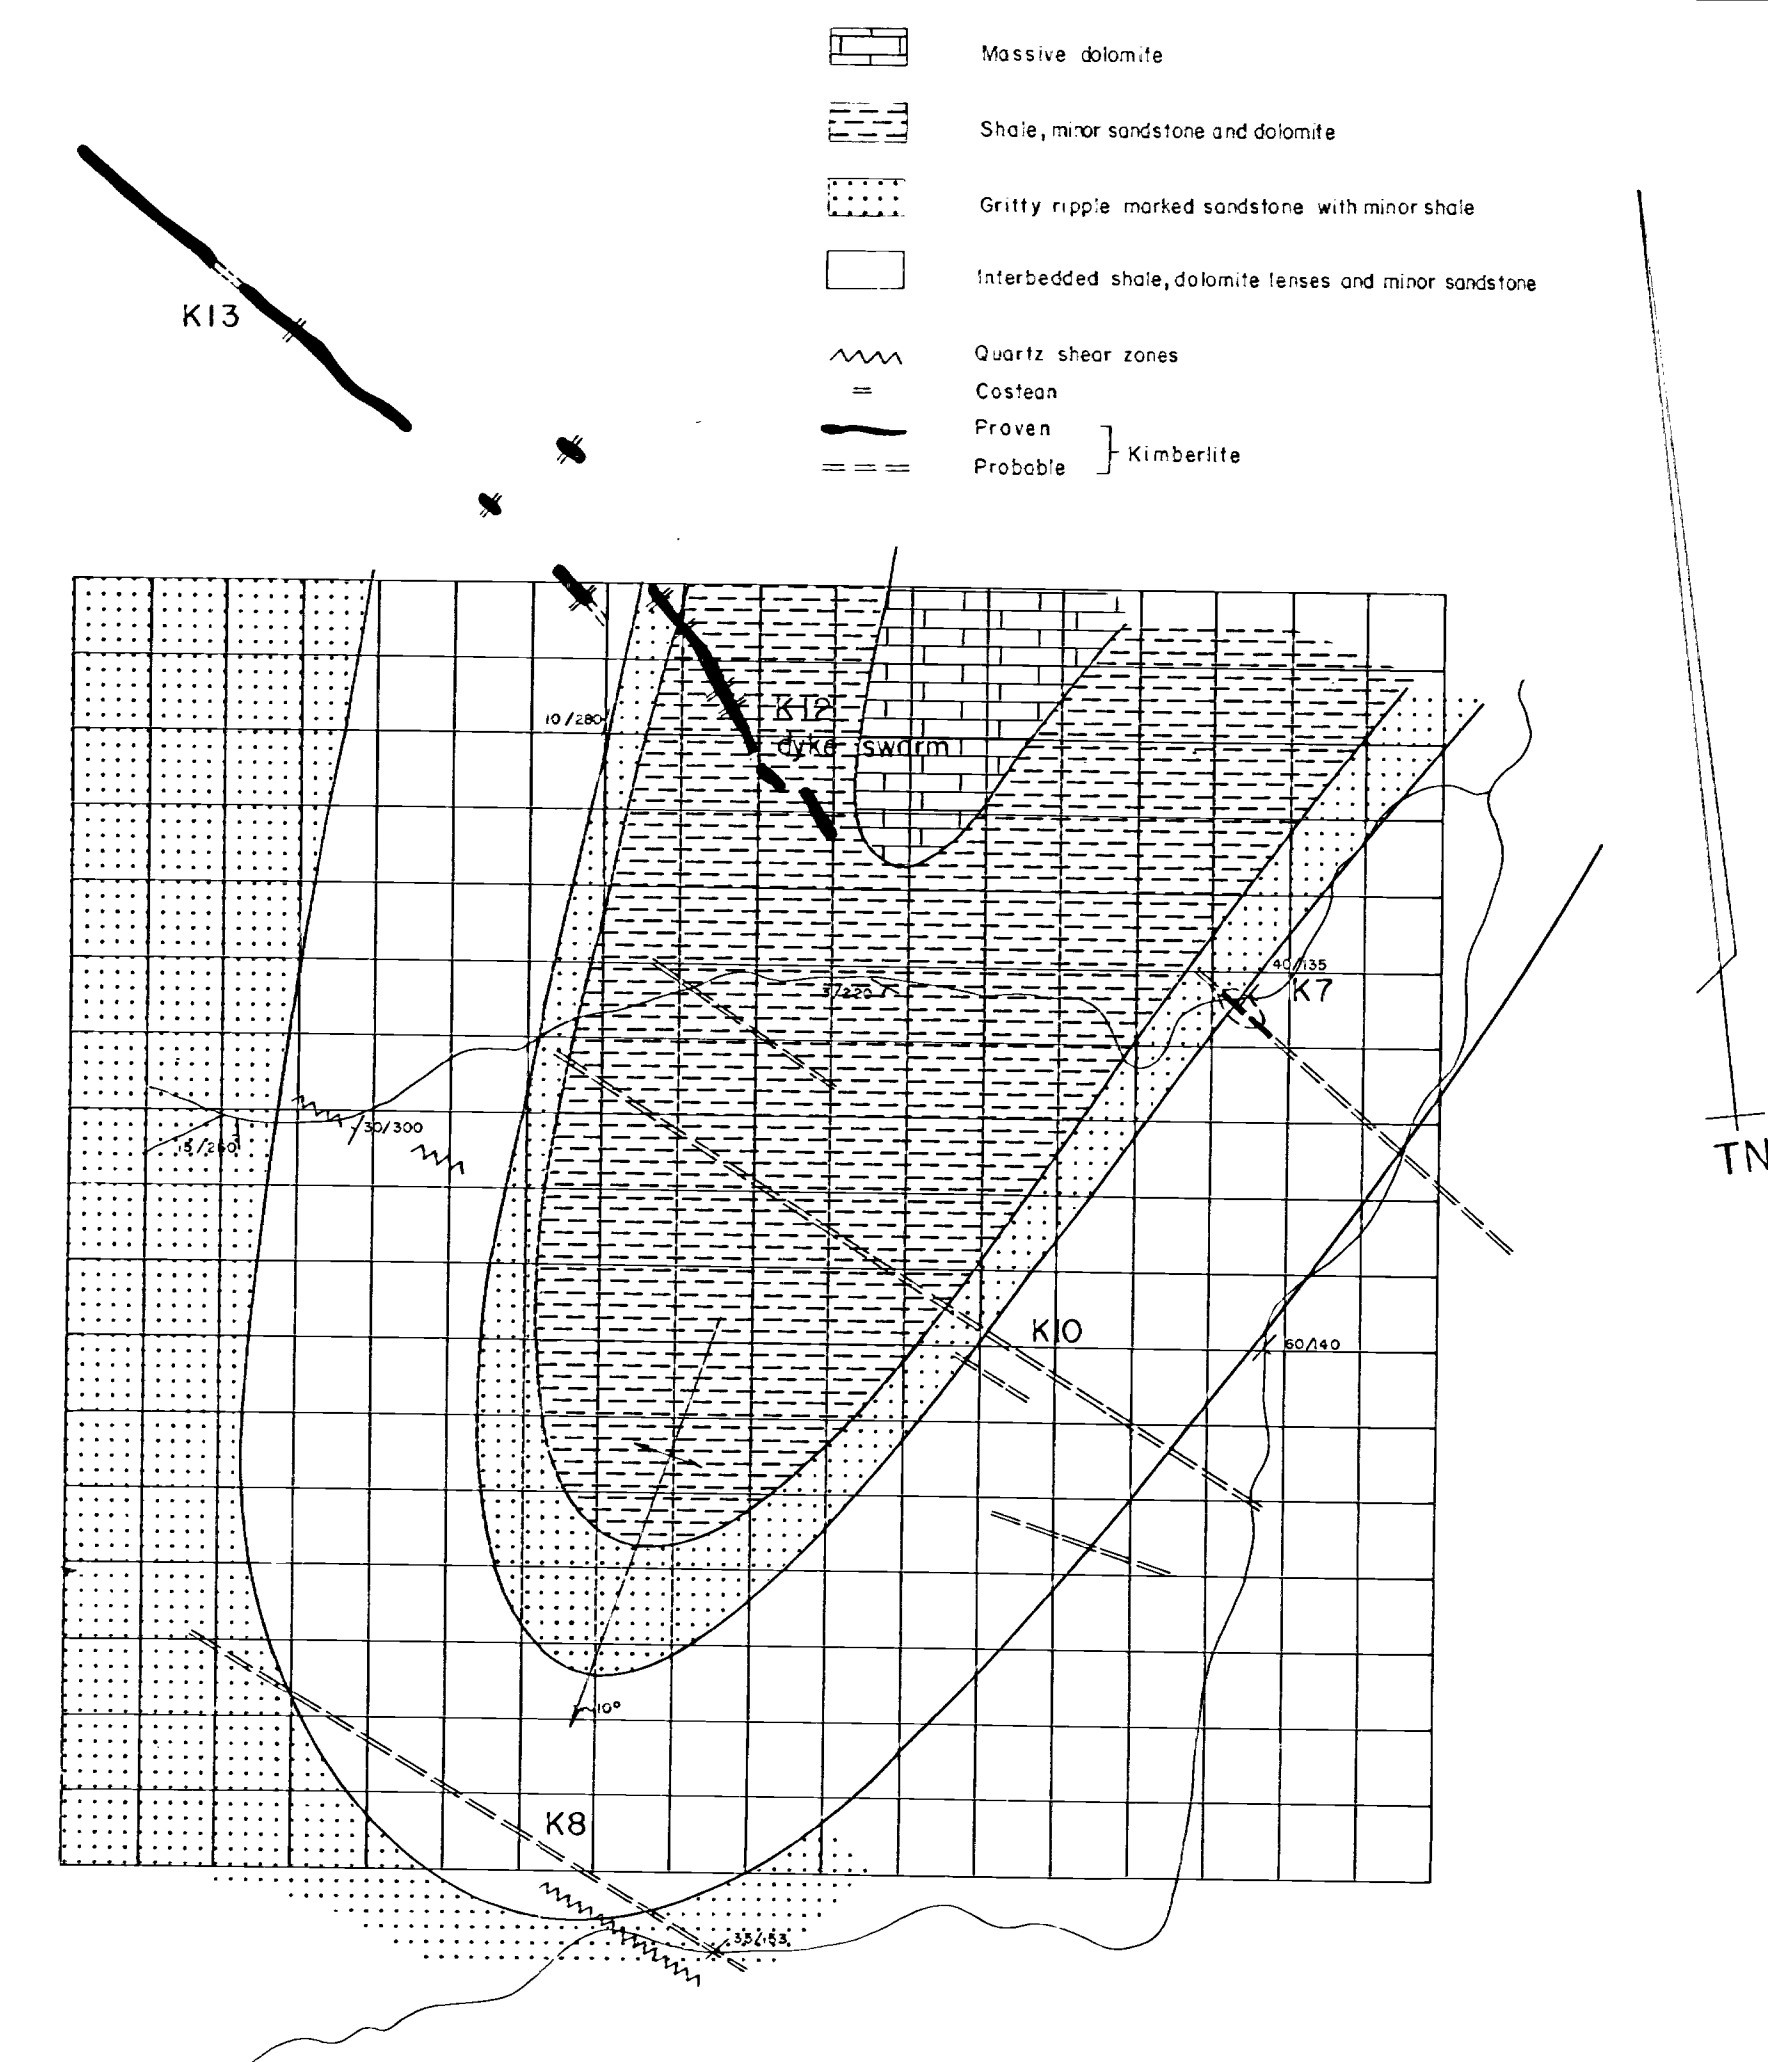 Massive dolomite
Shale, minor sandstone and dolomite
Gritty ripple marked sandstone with minor shale
Interbedded shale, dolomite lenses and minor sandstone
Quartz shear zones
Costean
Proven
Probable
Kimberlite
K13
10/280
K12
dyke swarm
40/135
K7
5/220
30/300
15/260
TN
K10
60/140
10°
K8
35/153